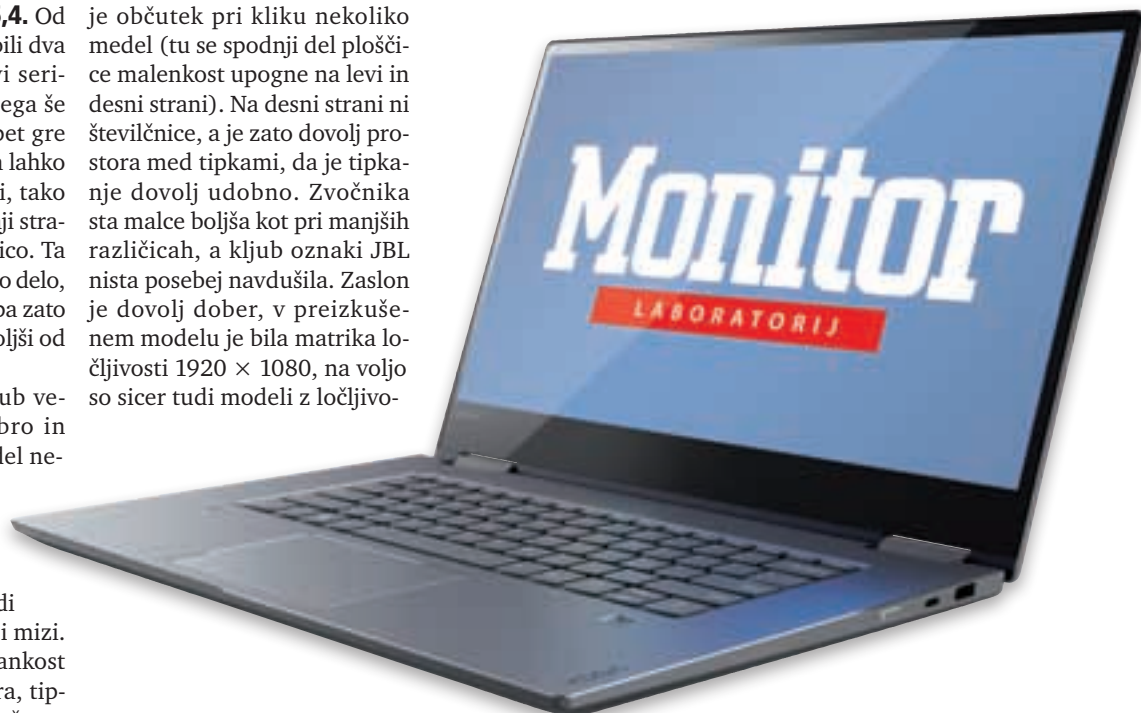 5,4. Od
bili dva
vi seri-
ega še
pet gre
lahko
i, tako
ji stra-
ico. Ta
o delo,
pa zato
oljši od
ub ve-
bro in
del ne-
di
i mizi.
ankost
ra, tip-
je občutek pri kliku nekoliko
medel (tu se spodnji del plošči-
ce malenkost upogne na levi in
desni strani). Na desni strani ni
številčnice, a je zato dovolj pro-
stora med tipkami, da je tipka-
nje dovolj udobno. Zvočnika
sta malce boljša kot pri manjših
različicah, a kljub oznaki JBL
nista posebej navdušila. Zaslon
je dovolj dober, v preizkuše-
nem modelu je bila matrika lo-
čljivosti 1920 × 1080, na voljo
so sicer tudi modeli z ločljivo-
Monitor
LABORATORIJ